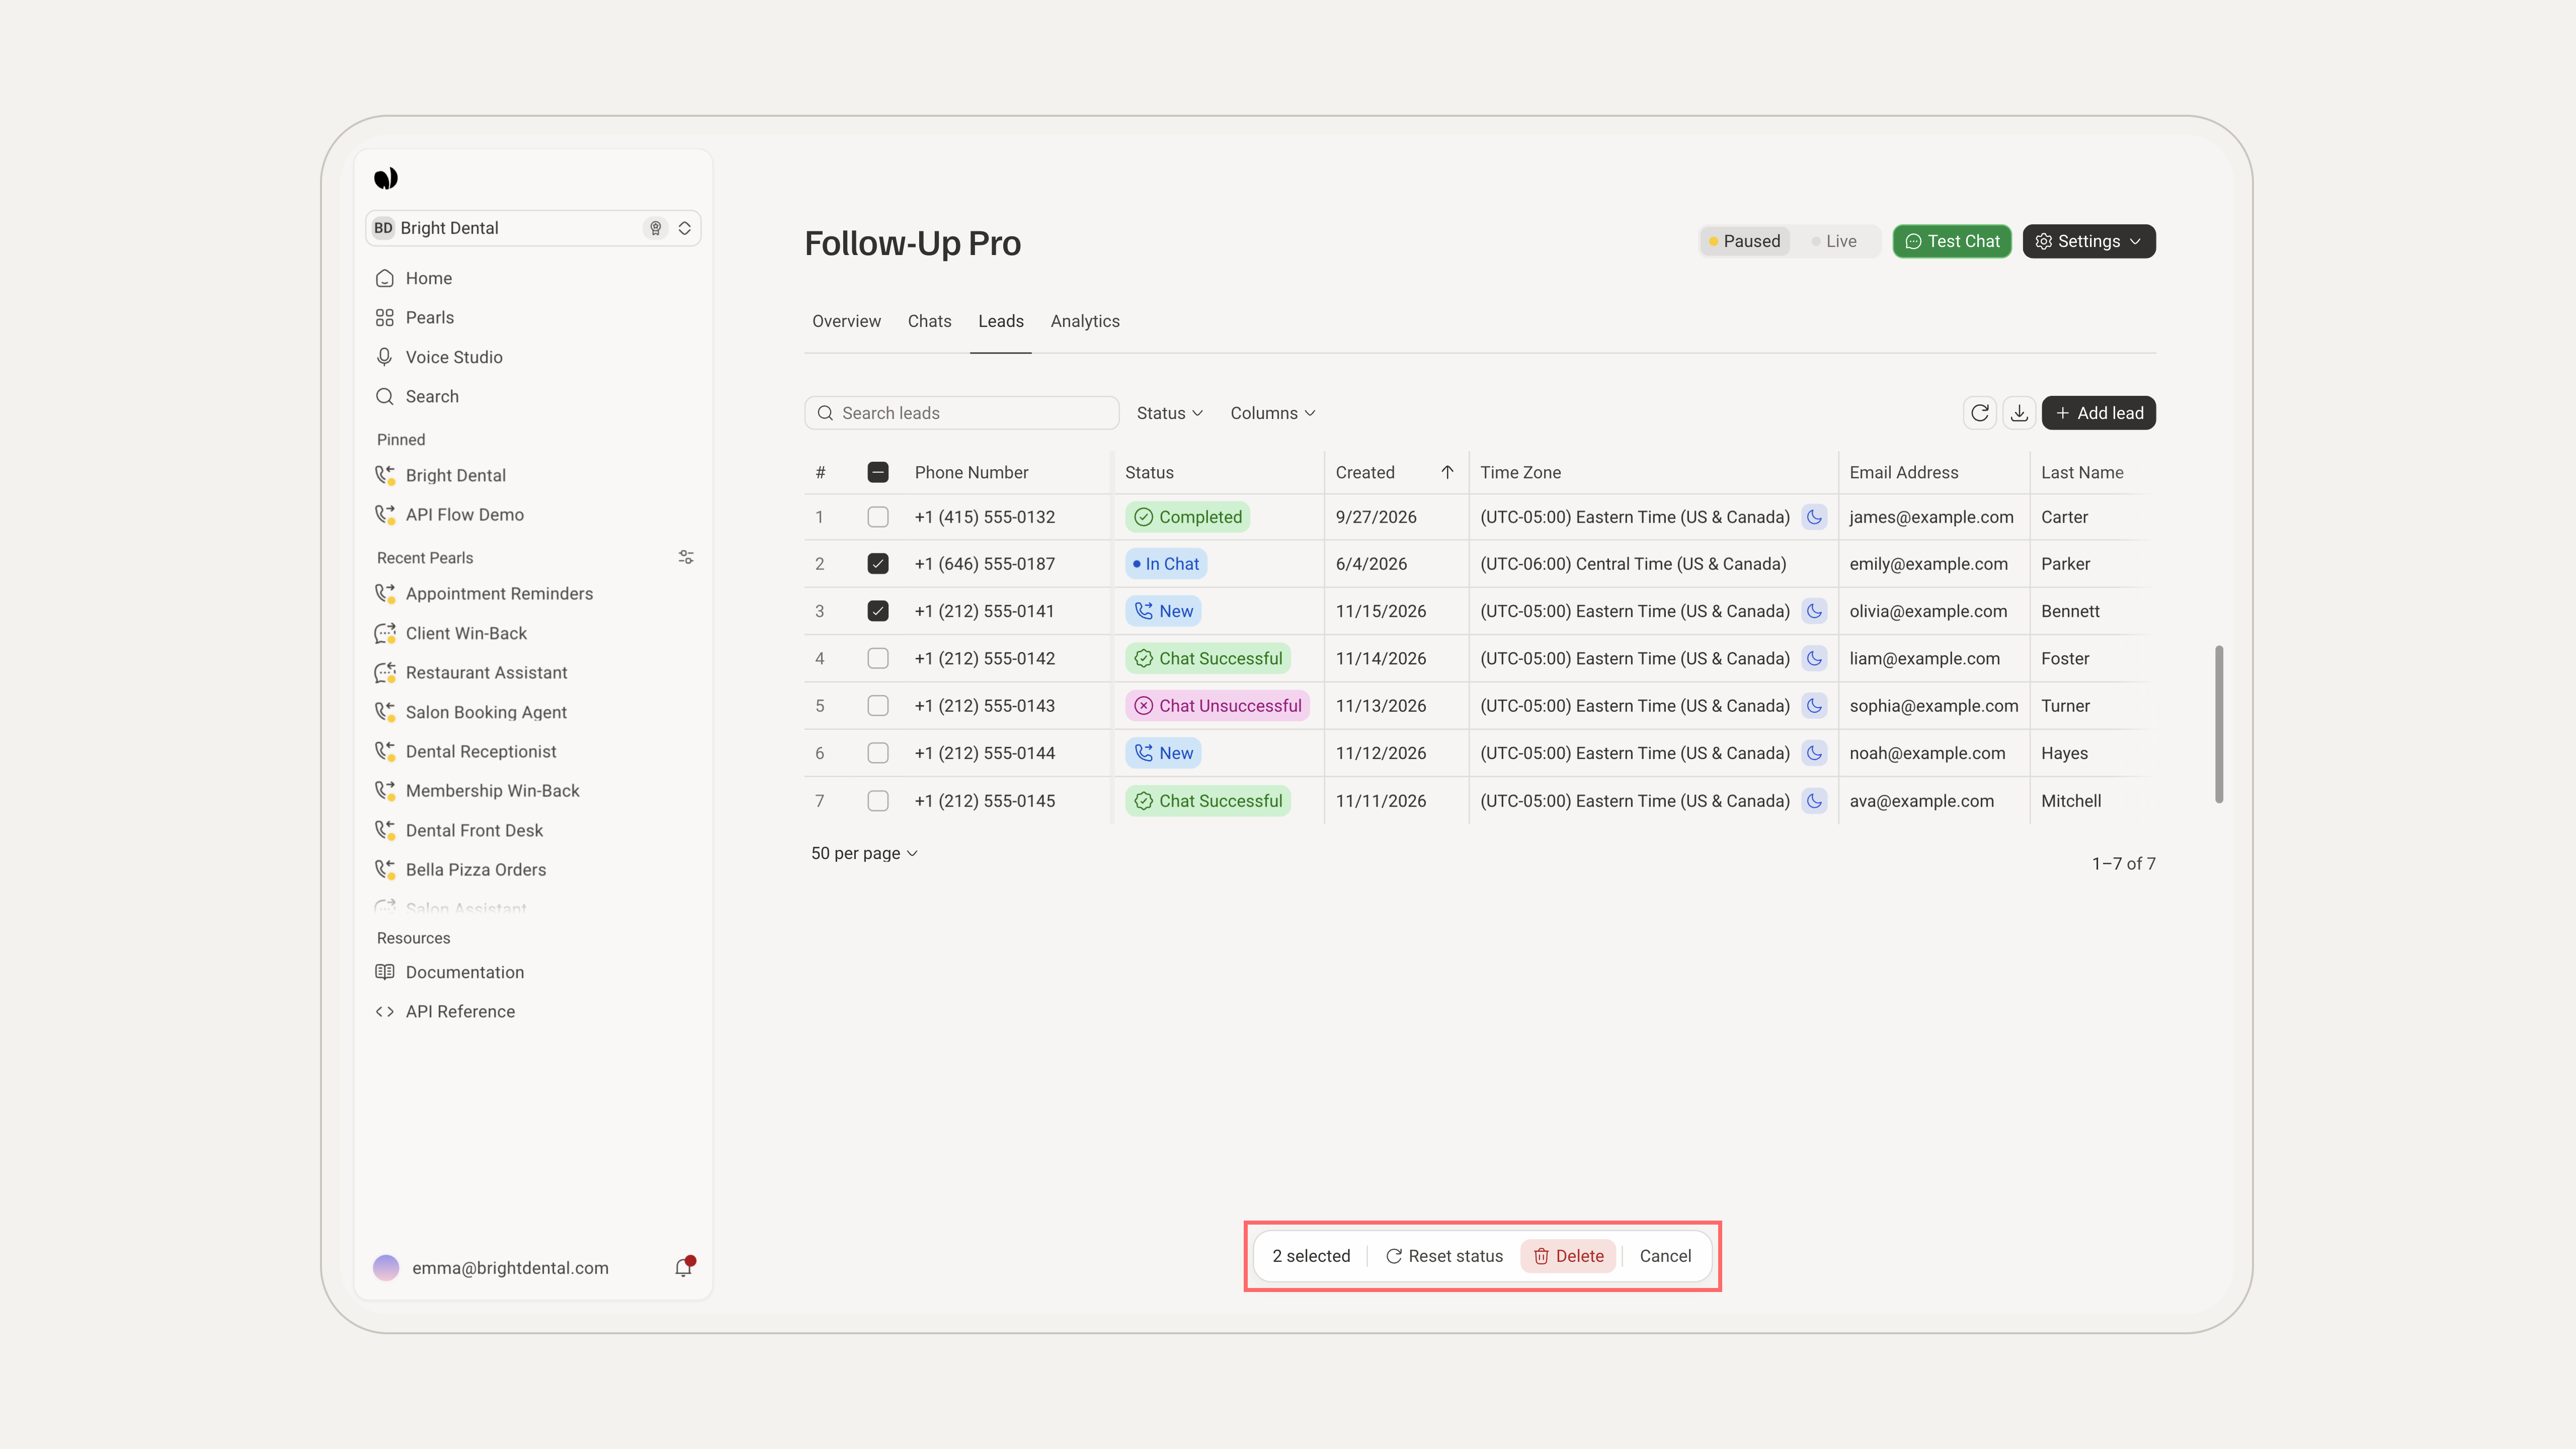 BD Bright Dental
Home
Pearls
Voice Studio
Search
Pinned
Bright Dental
API Flow Demo
Recent Pearls
Appointment Reminders
Client Win-Back
Restaurant Assistant
Salon Booking Agent
Dental Receptionist
Membership Win-Back
Dental Front Desk
Bella Pizza Orders
Salon Assistant
Resources
Documentation
API Reference
emma@brightdental.com
Follow-Up Pro
Paused Live Test Chat Settings
Overview Chats Leads Analytics
Search leads Status Columns Add lead
# Phone Number Status Created Time Zone Email Address Last Name
1 +1 (415) 555-0132 Completed 9/27/2026 (UTC-05:00) Eastern Time (US & Canada) james@example.com Carter
2 +1 (646) 555-0187 In Chat 6/4/2026 (UTC-06:00) Central Time (US & Canada) emily@example.com Parker
3 +1 (212) 555-0141 New 11/15/2026 (UTC-05:00) Eastern Time (US & Canada) olivia@example.com Bennett
4 +1 (212) 555-0142 Chat Successful 11/14/2026 (UTC-05:00) Eastern Time (US & Canada) liam@example.com Foster
5 +1 (212) 555-0143 Chat Unsuccessful 11/13/2026 (UTC-05:00) Eastern Time (US & Canada) sophia@example.com Turner
6 +1 (212) 555-0144 New 11/12/2026 (UTC-05:00) Eastern Time (US & Canada) noah@example.com Hayes
7 +1 (212) 555-0145 Chat Successful 11/11/2026 (UTC-05:00) Eastern Time (US & Canada) ava@example.com Mitchell
50 per page
1–7 of 7
2 selected Reset status Delete Cancel